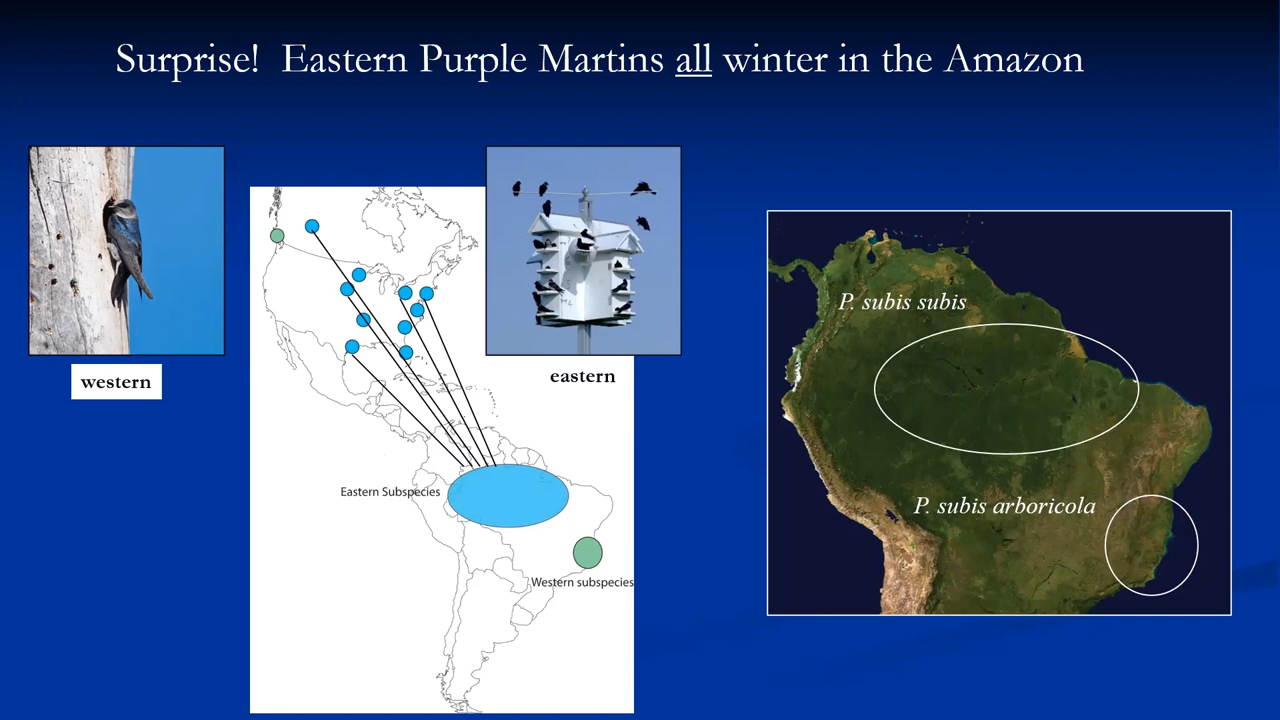 Surprise! Eastern Purple Martins all winter in the Amazon
western
eastern
Eastern Subspecies
Western subspecies
P. subis subis
P. subis arboricola